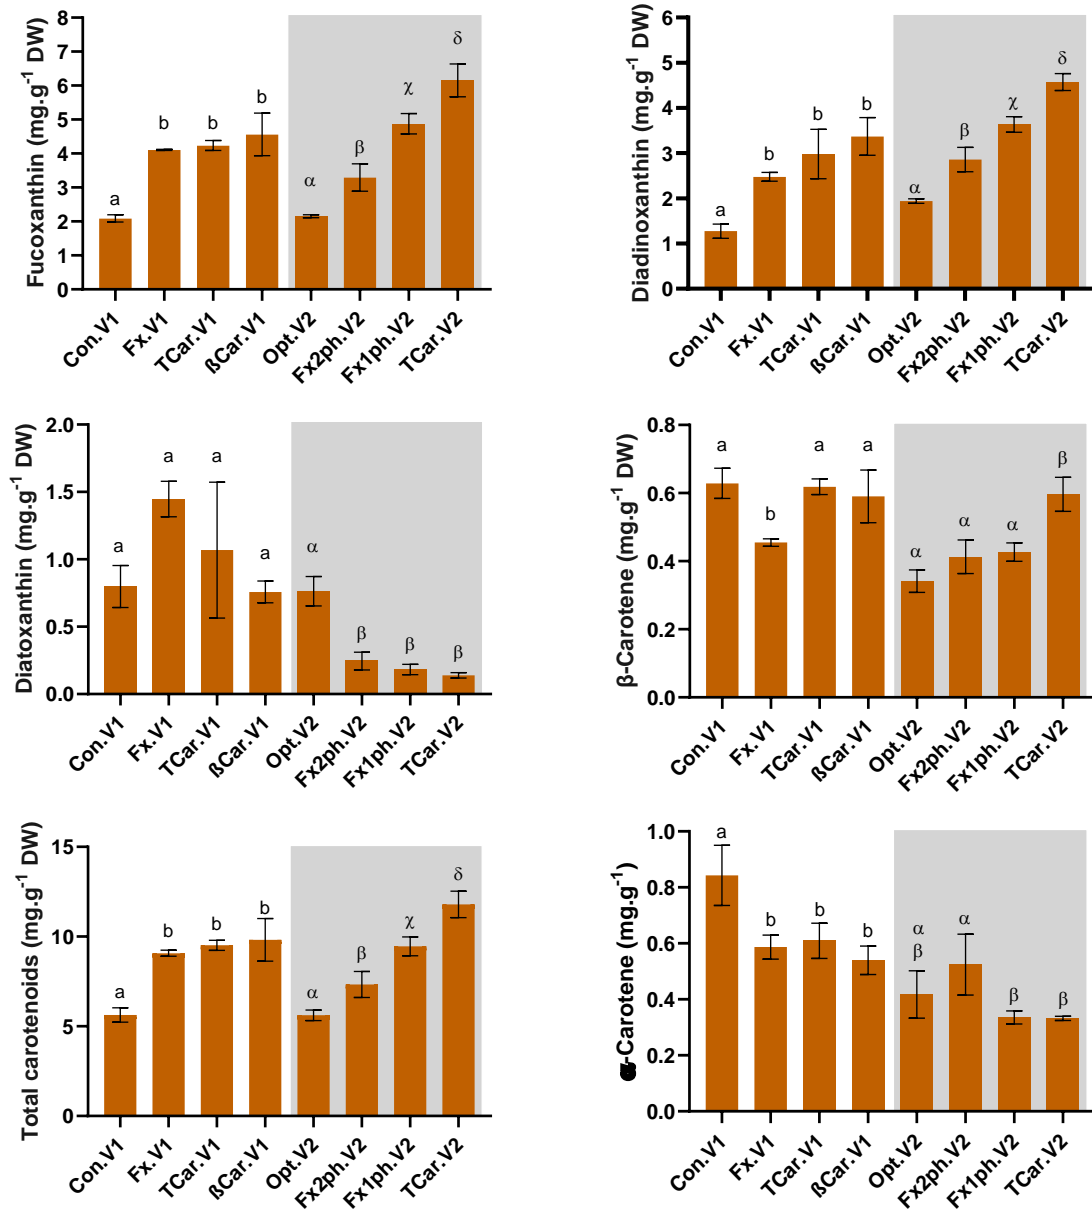 Fucoxanthin (mg.g⁻¹ DW)
8
7
6
5
4
3
2
1
0
a
b
b
b
α
β
χ
δ
Con.V1
Fx.V1
TCar.V1
ßCar.V1
Opt.V2
Fx2ph.V2
Fx1ph.V2
TCar.V2
Diadinoxanthin (mg.g⁻¹ DW)
6
5
4
3
2
1
0
a
b
b
b
α
β
χ
δ
Con.V1
Fx.V1
TCar.V1
ßCar.V1
Opt.V2
Fx2ph.V2
Fx1ph.V2
TCar.V2
Diatoxanthin (mg.g⁻¹ DW)
2.0
1.5
1.0
0.5
0.0
a
a
a
a
α
β
β
β
Con.V1
Fx.V1
TCar.V1
ßCar.V1
Opt.V2
Fx2ph.V2
Fx1ph.V2
TCar.V2
β-Carotene (mg.g⁻¹ DW)
0.8
0.6
0.4
0.2
0.0
a
b
a
a
α
α
α
β
Con.V1
Fx.V1
TCar.V1
ßCar.V1
Opt.V2
Fx2ph.V2
Fx1ph.V2
TCar.V2
Total carotenoids (mg.g⁻¹ DW)
15
10
5
0
a
b
b
b
α
β
χ
δ
Con.V1
Fx.V1
TCar.V1
ßCar.V1
Opt.V2
Fx2ph.V2
Fx1ph.V2
TCar.V2
-Carotene (mg.g⁻¹)
1.0
0.8
0.6
0.4
0.2
0.0
a
b
b
b
α
β
α
β
β
Con.V1
Fx.V1
TCar.V1
ßCar.V1
Opt.V2
Fx2ph.V2
Fx1ph.V2
TCar.V2